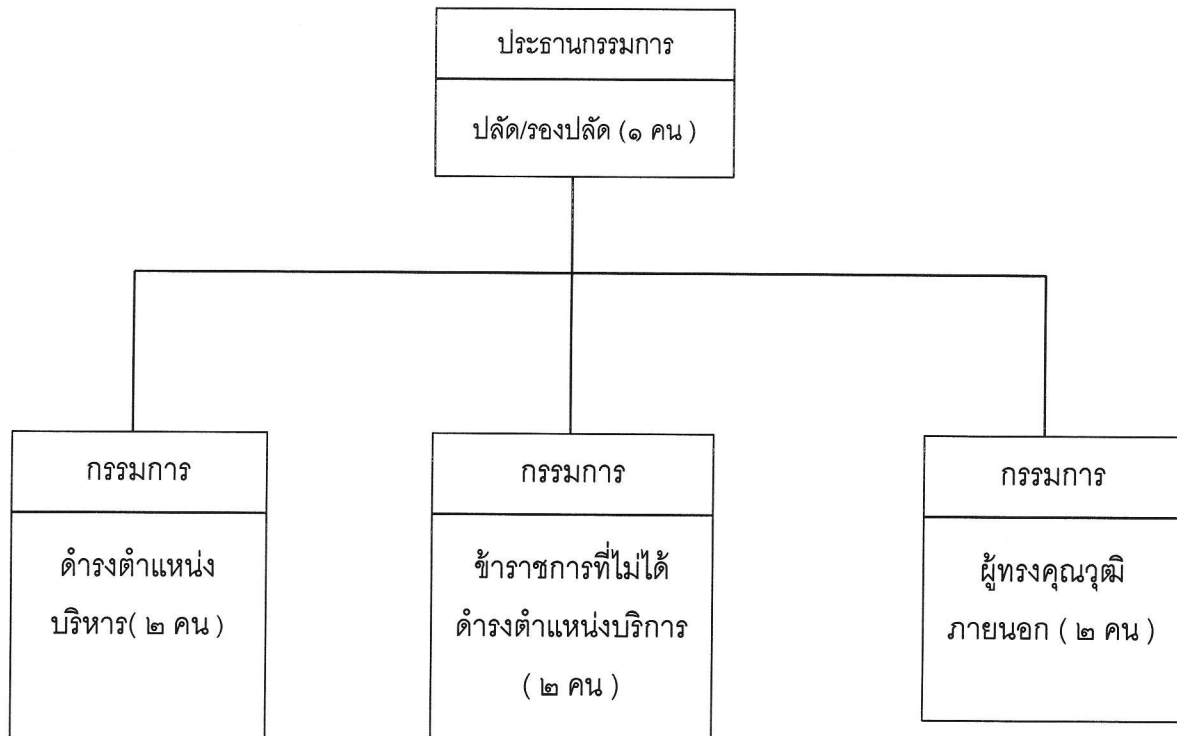 ประธานกรรมการ
ปลัด/รองปลัด (๑ คน )
กรรมการ
ดำรงตำแหน่ง
บริหาร( ๒ คน )
กรรมการ
ข้าราชการที่ไม่ได้
ดำรงตำแหน่งบริการ
( ๒ คน )
กรรมการ
ผู้ทรงคุณวุฒิ
ภายนอก ( ๒ คน )